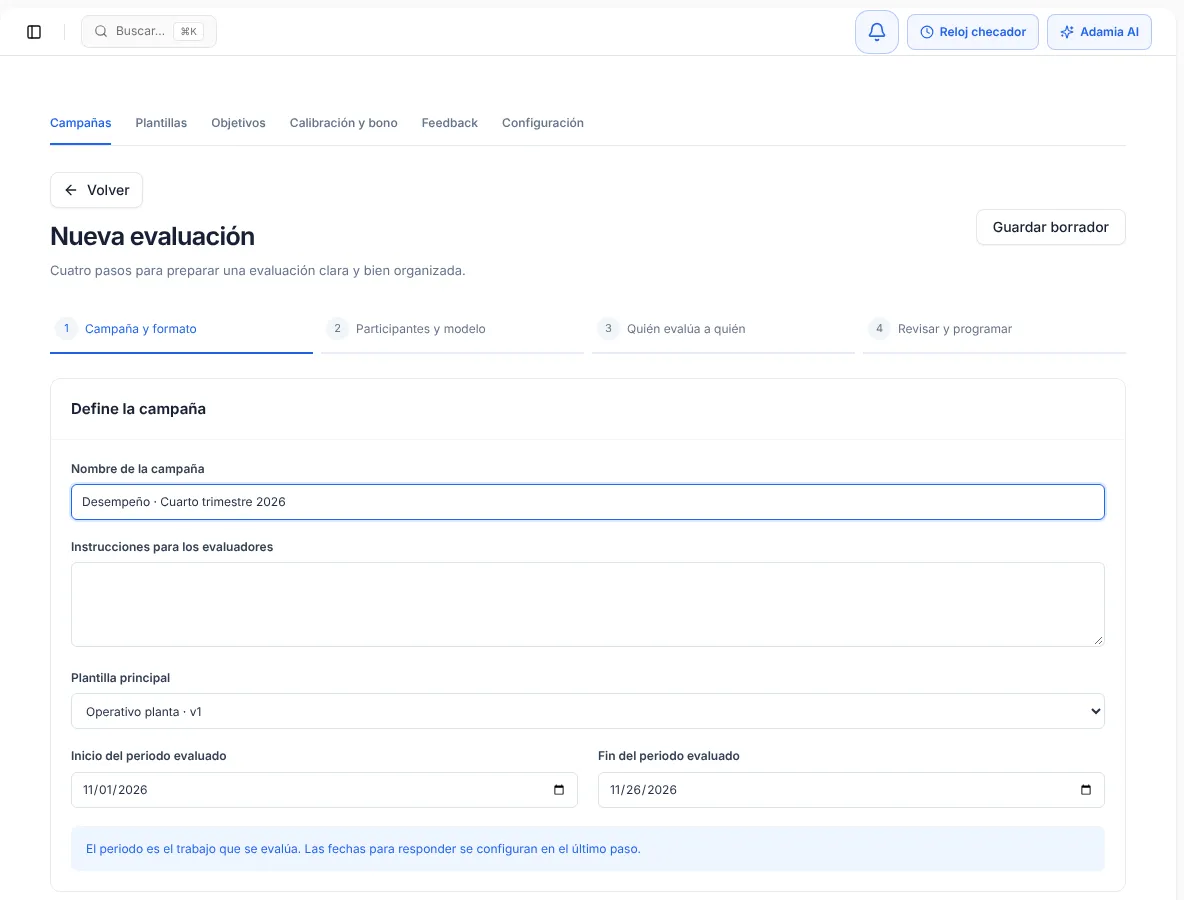 Buscar... ⌘K
Reloj checador
Adamia AI
Campañas Plantillas Objetivos Calibración y bono Feedback Configuración
Volver
Nueva evaluación
Guardar borrador
Cuatro pasos para preparar una evaluación clara y bien organizada.
1 Campaña y formato 2 Participantes y modelo 3 Quién evalúa a quién 4 Revisar y programar
Define la campaña
Nombre de la campaña
Desempeño · Cuarto trimestre 2026
Instrucciones para los evaluadores
Plantilla principal
Operativo planta · v1
Inicio del periodo evaluado Fin del periodo evaluado
11/01/2026 11/26/2026
El periodo es el trabajo que se evalúa. Las fechas para responder se configuran en el último paso.